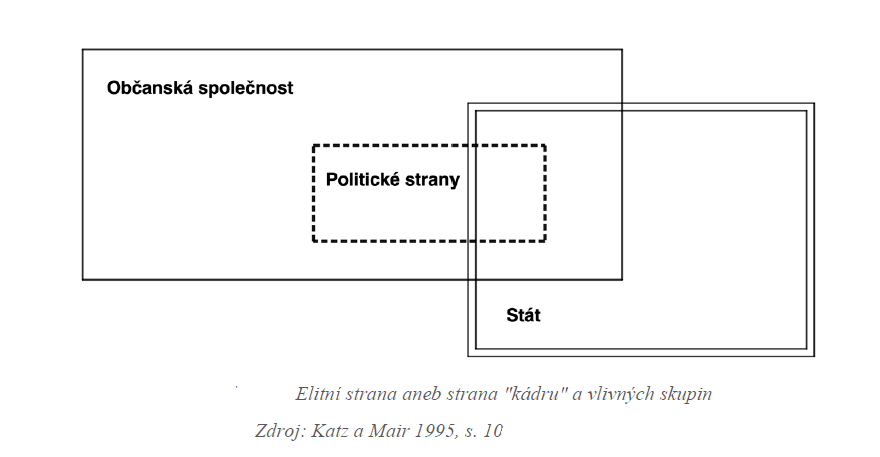 Občanská společnost
Politické strany
Stát
Elitní strana aneb strana "kádru" a vlivných skupin
Zdroj: Katz a Mair 1995, s. 10